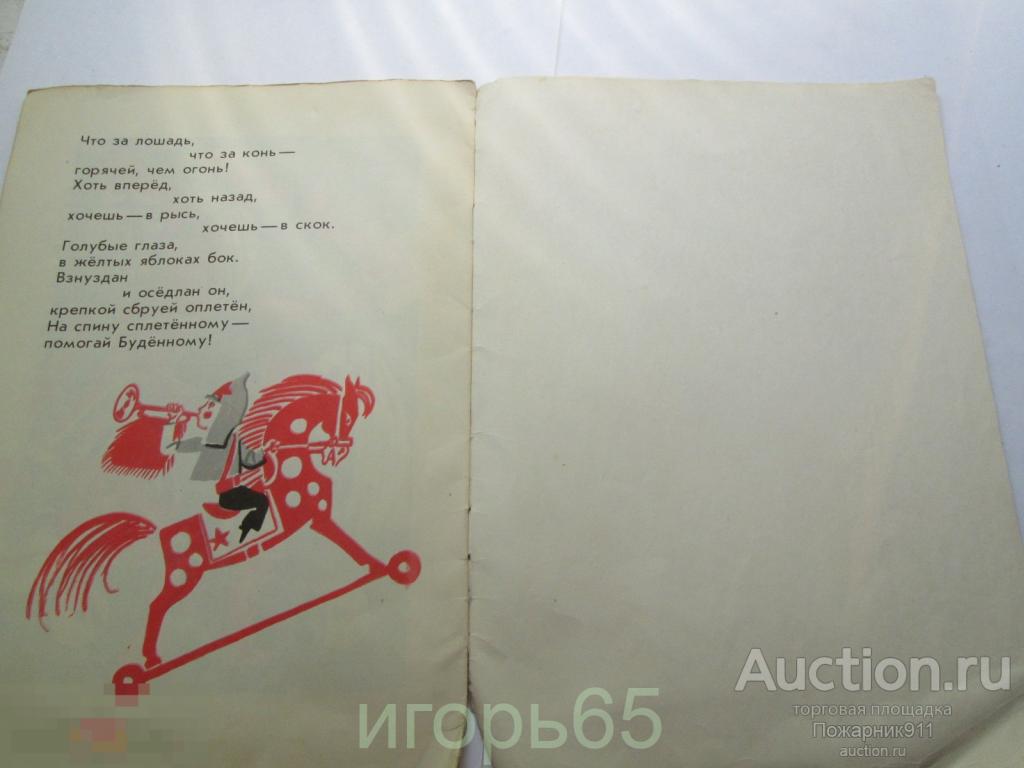 Что за лошадь,
что за конь—
горячей, чем огонь!
Хоть вперёд,
хоть назад,
хочешь—в рысь,
хочешь—в скок.
Голубые глаза,
в жёлтых яблоках бок.
Взнуздан
и осёдлан он,
крепкой сбруей оплетён,
На спину сплетённому—
помогай Будённому!
игорь65
Auction.ru
торговая площадка
Пожарник911
auction.ru